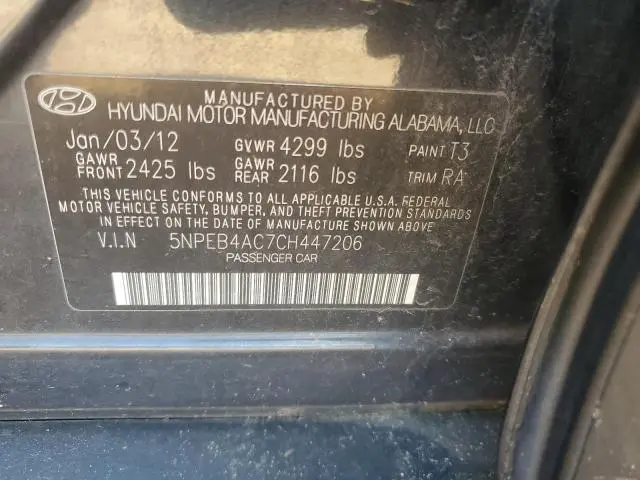 MANUFACTURED BY
HYUNDAI MOTOR MANUFACTURING ALABAMA, LLC
Jan/03/12 GVWR 4299 lbs PAINT T3
GAWR FRONT 2425 lbs GAWR REAR 2116 lbs TRIM RA
THIS VEHICLE CONFORMS TO ALL APPLICABLE U.S.A. FEDERAL
MOTOR VEHICLE SAFETY, BUMPER, AND THEFT PREVENTION STANDARDS
IN EFFECT ON THE DATE OF MANUFACTURE SHOWN ABOVE
V.I.N 5NPEB4AC7CH447206
PASSENGER CAR